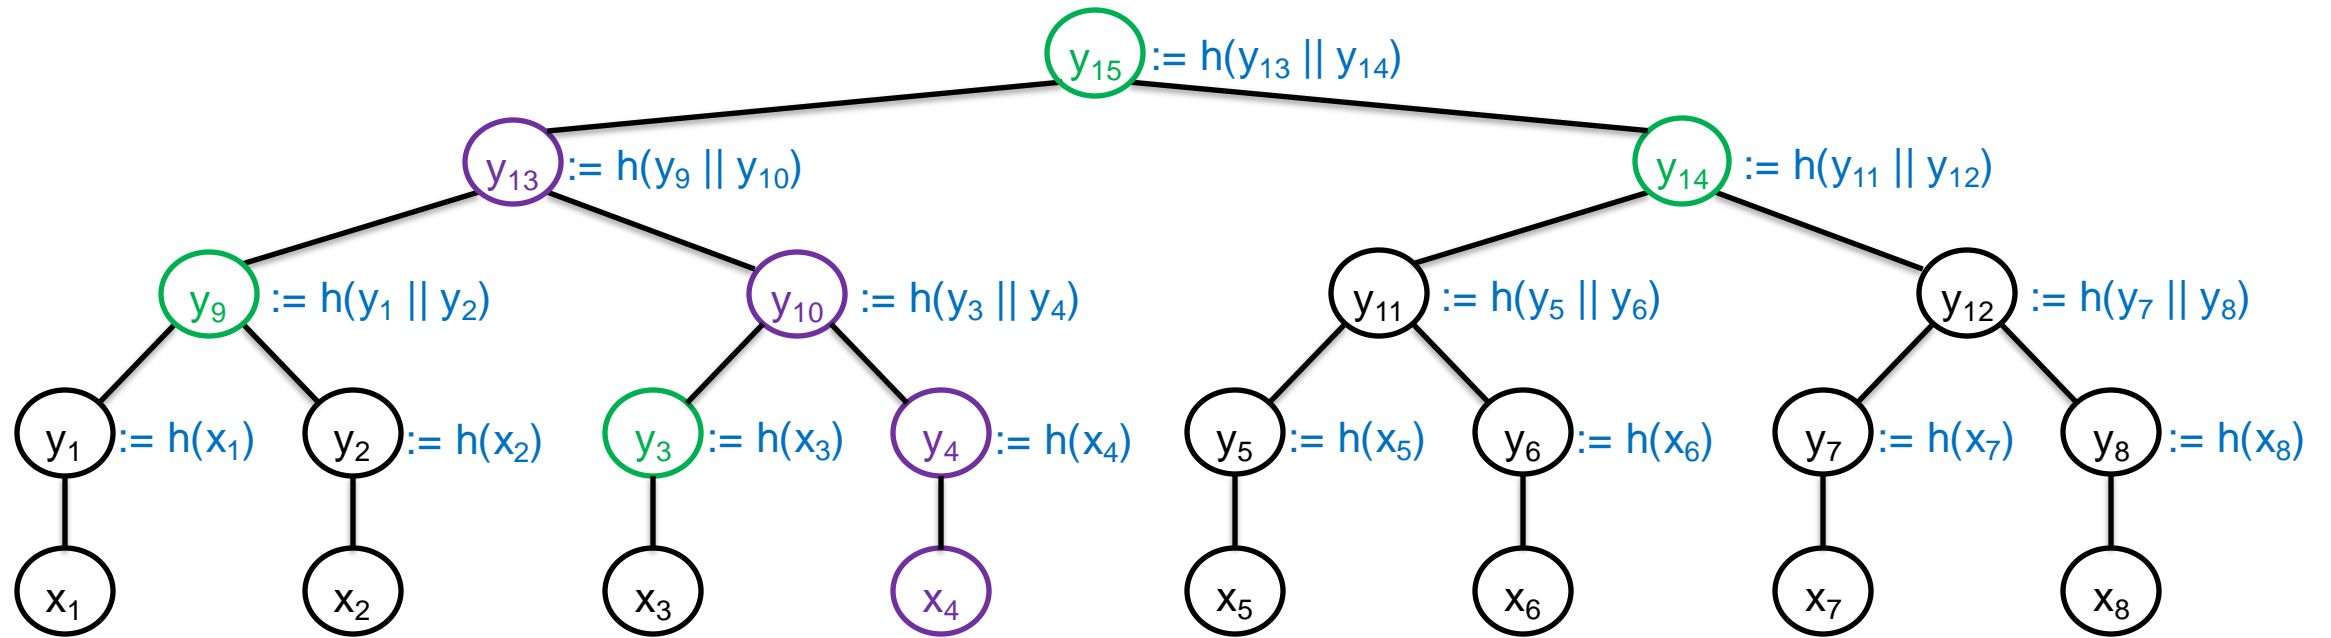 y₁₅ := h(y₁₃ || y₁₄)
y₁₃ := h(y₉ || y₁₀) y₁₄ := h(y₁₁ || y₁₂)
y₉ := h(y₁ || y₂) y₁₀ := h(y₃ || y₄) y₁₁ := h(y₅ || y₆) y₁₂ := h(y₇ || y₈)
y₁ := h(x₁) y₂ := h(x₂) y₃ := h(x₃) y₄ := h(x₄) y₅ := h(x₅) y₆ := h(x₆) y₇ := h(x₇) y₈ := h(x₈)
x₁ x₂ x₃ x₄ x₅ x₆ x₇ x₈